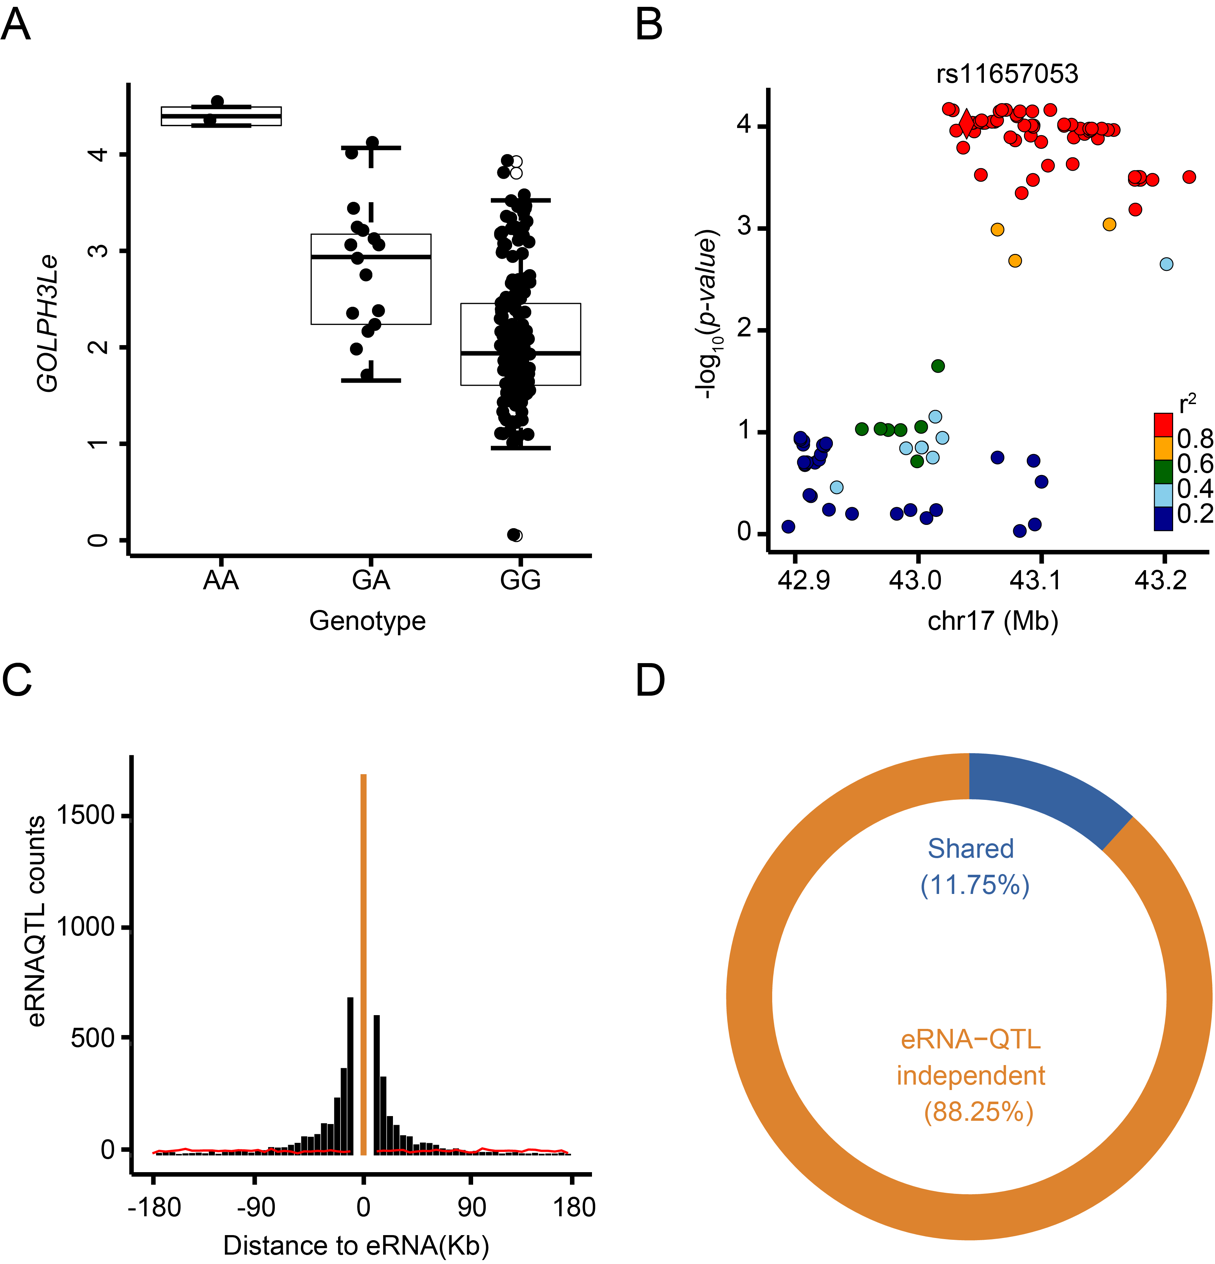 A
GOLPH3Le
4
3
2
1
0
AA GA GG
Genotype
B
rs11657053
-log10(p-value)
4
3
2
1
0
r2
0.8
0.6
0.4
0.2
42.9 43.0 43.1 43.2
chr17 (Mb)
C
eRNAQTL counts
1500
1000
500
0
-180 -90 0 90 180
Distance to eRNA(Kb)
D
Shared
(11.75%)
eRNA−QTL
independent
(88.25%)